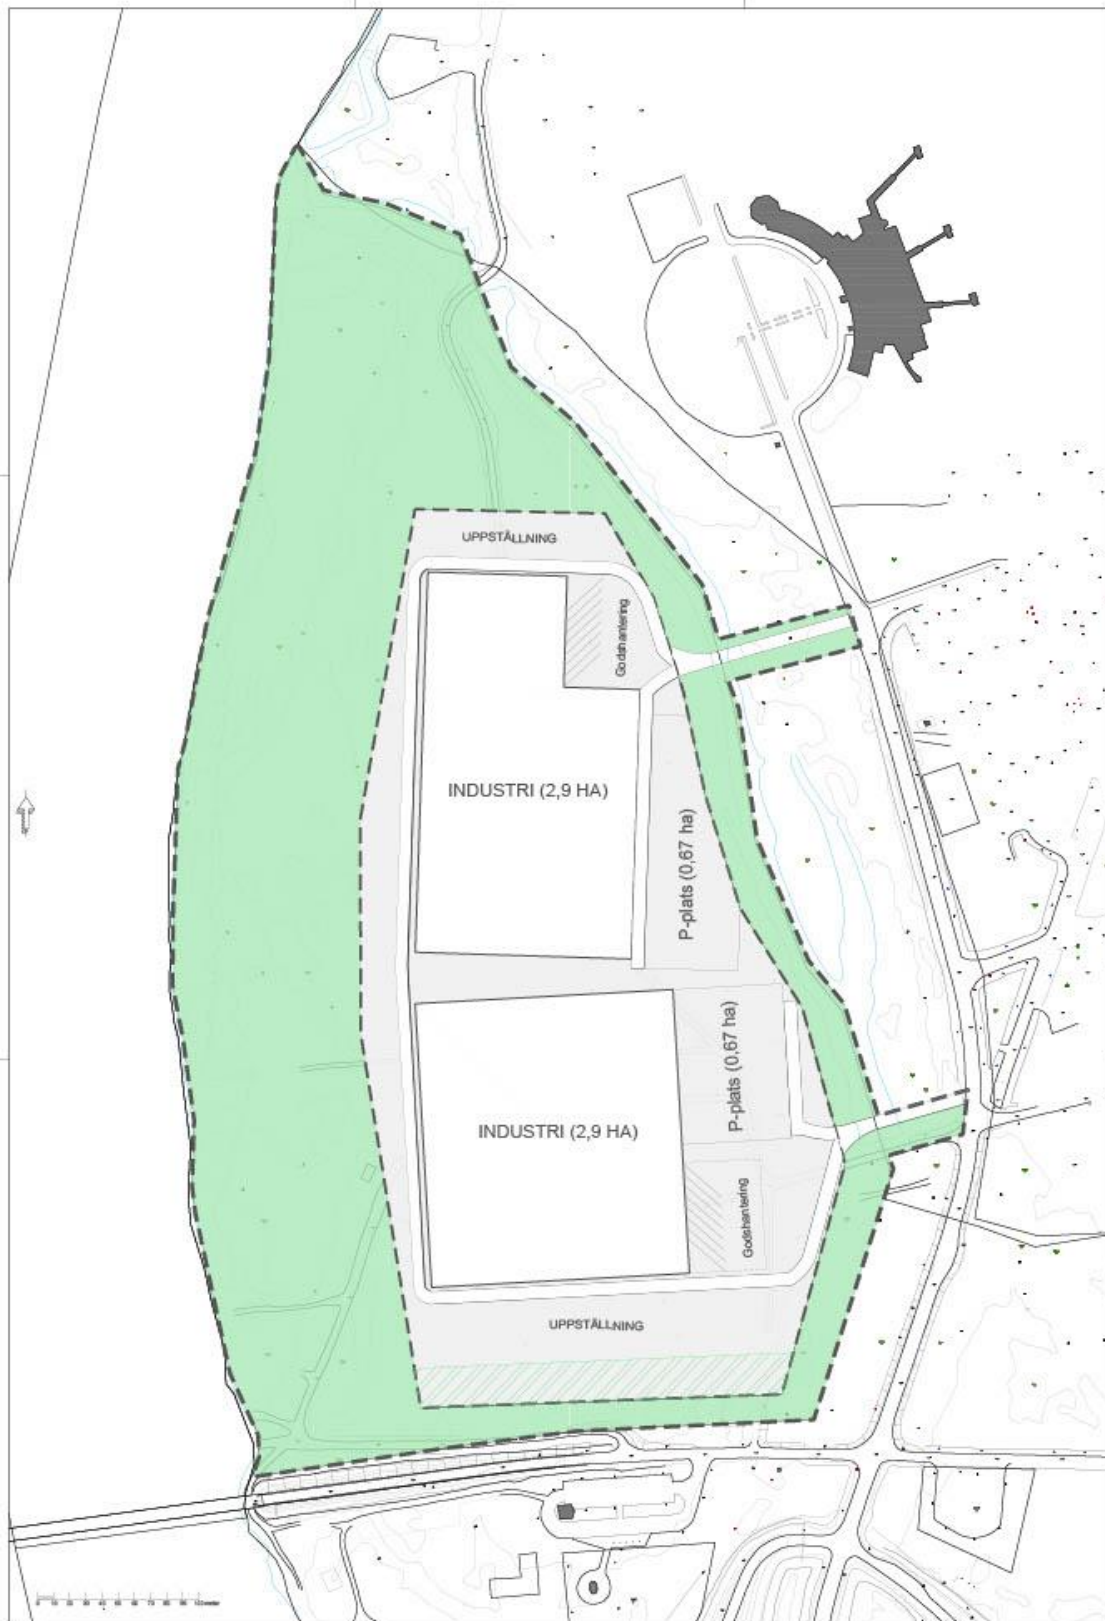 UPPSTÄLLNING
Godshantering
INDUSTRI (2,9 HA)
P-plats (0,67 ha)
P-plats (0,67 ha)
INDUSTRI (2,9 HA)
Godshantering
UPPSTÄLLNING